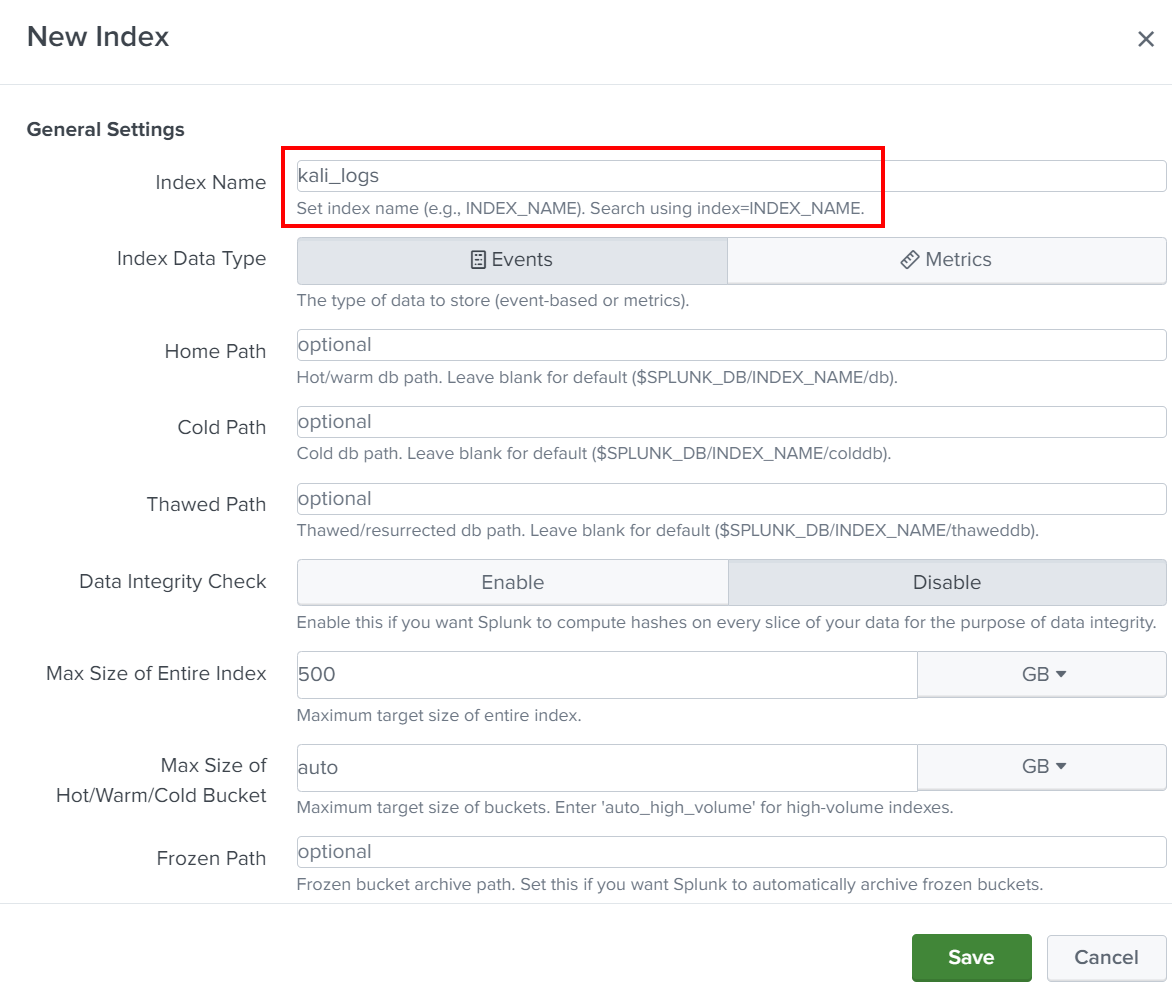 New Index
General Settings
Index Name
kali_logs
Set index name (e.g., INDEX_NAME). Search using index=INDEX_NAME.
Index Data Type
Events
Metrics
The type of data to store (event-based or metrics).
Home Path
optional
Hot/warm db path. Leave blank for default ($SPLUNK_DB/INDEX_NAME/db).
Cold Path
optional
Cold db path. Leave blank for default ($SPLUNK_DB/INDEX_NAME/colddb).
Thawed Path
optional
Thawed/resurrected db path. Leave blank for default ($SPLUNK_DB/INDEX_NAME/thaweddb).
Data Integrity Check
Enable
Disable
Enable this if you want Splunk to compute hashes on every slice of your data for the purpose of data integrity.
Max Size of Entire Index
500
GB
Maximum target size of entire index.
Max Size of
Hot/Warm/Cold Bucket
auto
GB
Maximum target size of buckets. Enter 'auto_high_volume' for high-volume indexes.
Frozen Path
optional
Frozen bucket archive path. Set this if you want Splunk to automatically archive frozen buckets.
Save
Cancel